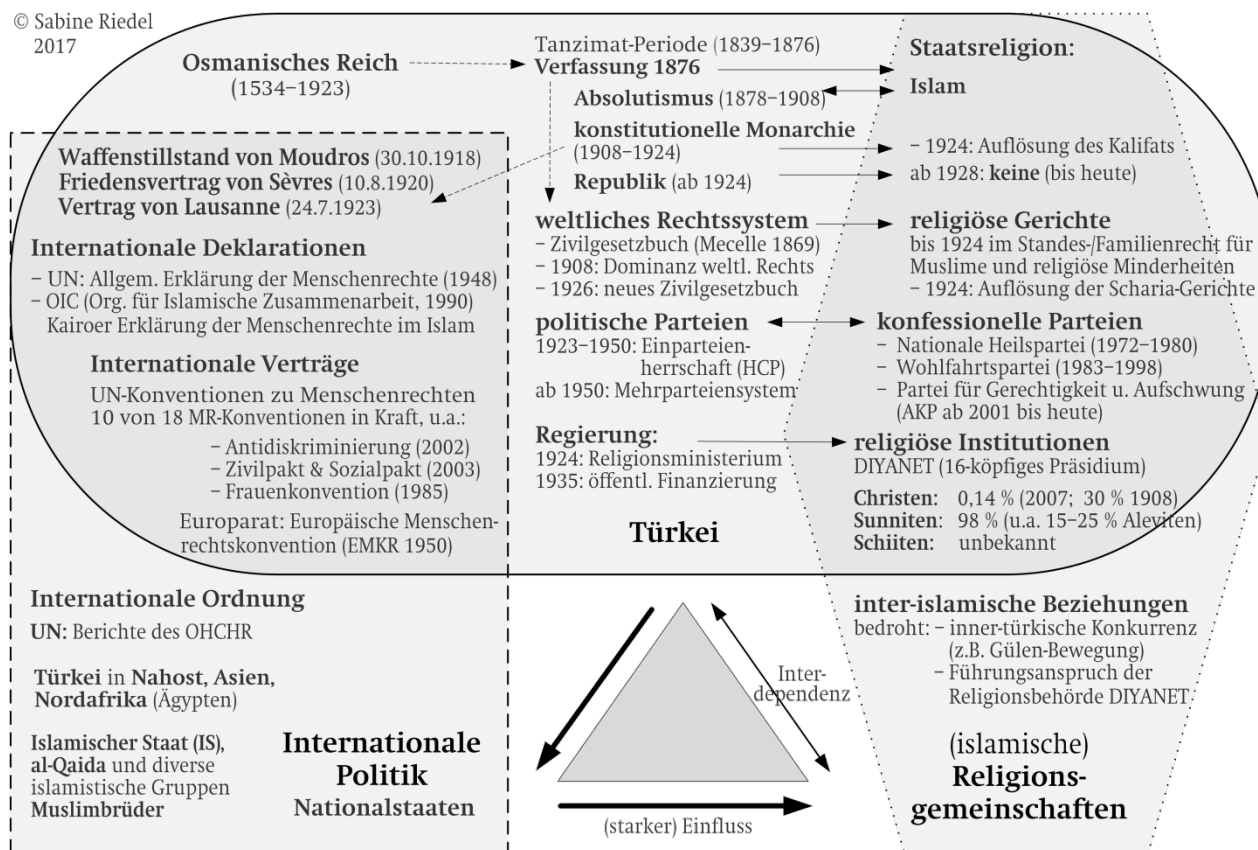 © Sabine Riedel
2017
Osmanisches Reich
(1534–1923)
Tanzimat-Periode (1839–1876)
Verfassung 1876
Absolutismus (1878–1908)
konstitutionelle Monarchie
(1908–1924)
Republik (ab 1924)
Staatsreligion:
Islam
– 1924: Auflösung des Kalifats
ab 1928: keine (bis heute)
Waffenstillstand von Moudros (30.10.1918)
Friedensvertrag von Sèvres (10.8.1920)
Vertrag von Lausanne (24.7.1923)
Internationale Deklarationen
– UN: Allgem. Erklärung der Menschenrechte (1948)
– OIC (Org. für Islamische Zusammenarbeit, 1990)
Kairoer Erklärung der Menschenrechte im Islam
Internationale Verträge
UN-Konventionen zu Menschenrechten
10 von 18 MR-Konventionen in Kraft, u.a.:
– Antidiskriminierung (2002)
– Zivilpakt & Sozialpakt (2003)
– Frauenkonvention (1985)
Europarat: Europäische Menschen-
rechtskonvention (EMKR 1950)
weltliches Rechtssystem
– Zivilgesetzbuch (Mecelle 1869)
– 1908: Dominanz weltl. Rechts
– 1926: neues Zivilgesetzbuch
politische Parteien
1923–1950: Einparteien-
herrschaft (HCP)
ab 1950: Mehrparteiensystem
Regierung:
1924: Religionsministerium
1935: öffentl. Finanzierung
Türkei
religiöse Gerichte
bis 1924 im Standes-/Familienrecht für
Muslime und religiöse Minderheiten
– 1924: Auflösung der Scharia-Gerichte
konfessionelle Parteien
– Nationale Heilspartei (1972–1980)
– Wohlfahrtspartei (1983–1998)
– Partei für Gerechtigkeit u. Aufschwung
(AKP ab 2001 bis heute)
religiöse Institutionen
DIYANET (16-köpfiges Präsidium)
Christen: 0,14 % (2007; 30 % 1908)
Sunniten: 98 % (u.a. 15–25 % Aleviten)
Schiiten: unbekannt
Internationale Ordnung
UN: Berichte des OHCHR
Türkei in Nahost, Asien,
Nordafrika (Ägypten)
Islamischer Staat (IS),
al-Qaida und diverse
islamistische Gruppen
Muslimbrüder
Internationale
Politik
Nationalstaaten
Inter-
dependenz
(starker) Einfluss
inter-islamische Beziehungen
bedroht: – inner-türkische Konkurrenz
(z.B. Gülen-Bewegung)
– Führungsanspruch der
Religionsbehörde DIYANET
(islamische)
Religions-
gemeinschaften